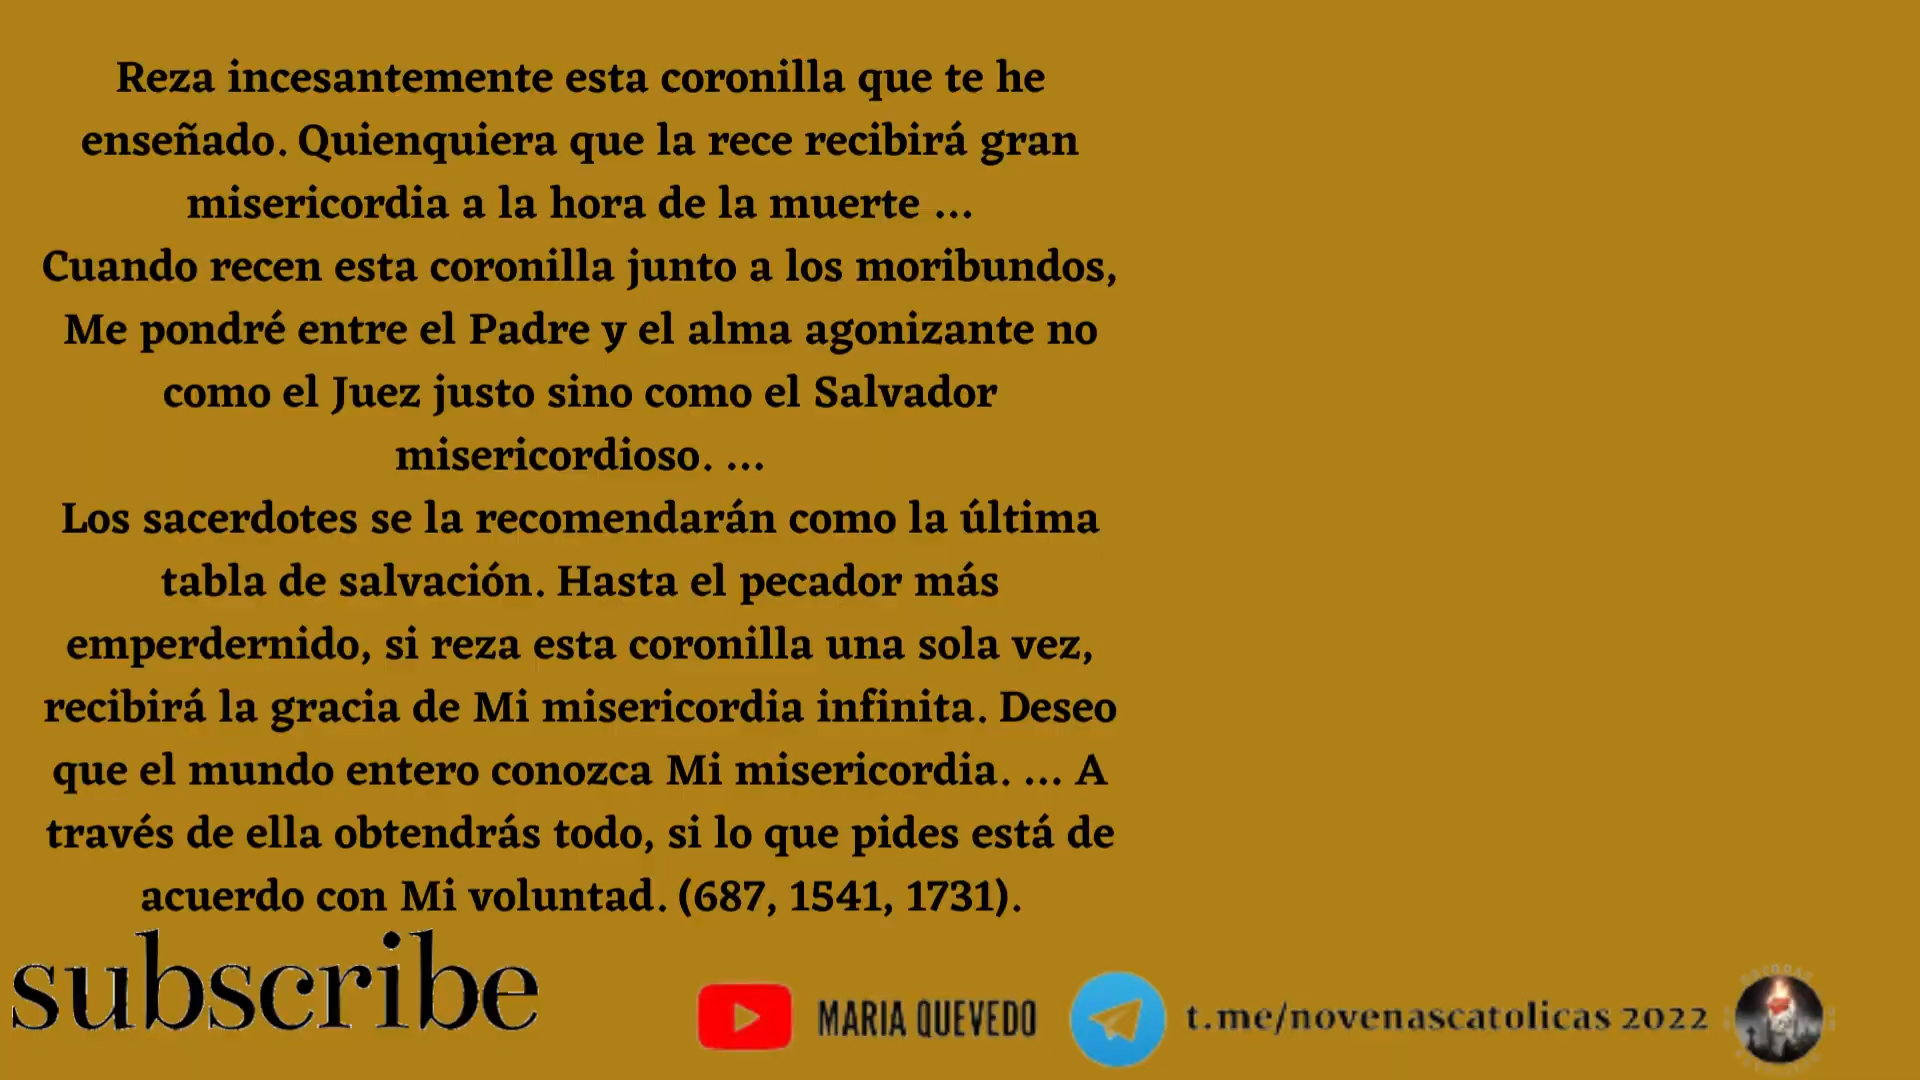 Reza incesantemente esta coronilla que te he
enseñado. Quienquiera que la rece recibirá gran
misericordia a la hora de la muerte ...
Cuando recen esta coronilla junto a los moribundos,
Me pondré entre el Padre y el alma agonizante no
como el Juez justo sino como el Salvador
misericordioso. ...
Los sacerdotes se la recomendarán como la última
tabla de salvación. Hasta el pecador más
emperdernido, si reza esta coronilla una sola vez,
recibirá la gracia de Mi misericordia infinita. Deseo
que el mundo entero conozca Mi misericordia. ... A
través de ella obtendrás todo, si lo que pides está de
acuerdo con Mi voluntad. (687, 1541, 1731).
subscribe
MARIA QUEVEDO
t.me/novenascatolicas 2022